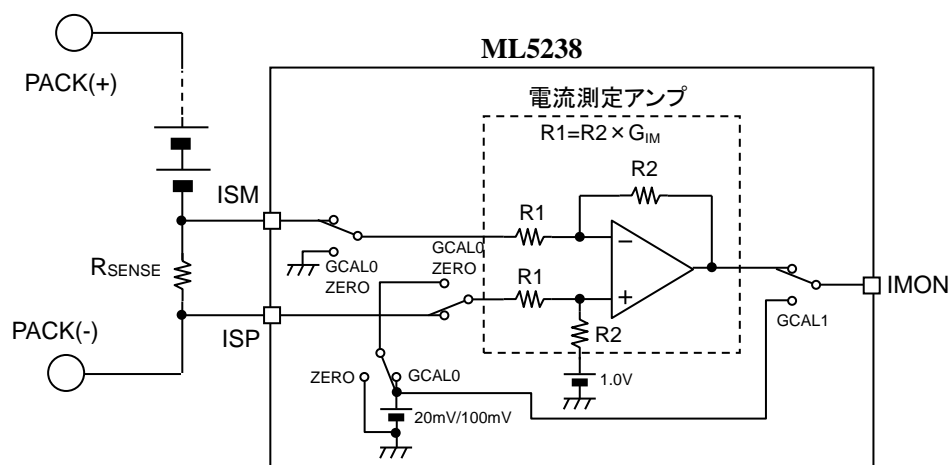 ML5238
PACK(+)
電流測定アンプ
R1=R2×GIM
R2
ISM
R1
GCAL0
ZERO
GCAL0
ZERO
RSENSE
R1
IMON
GCAL1
PACK(-)
ISP
R2
ZERO
GCAL0
1.0V
20mV/100mV